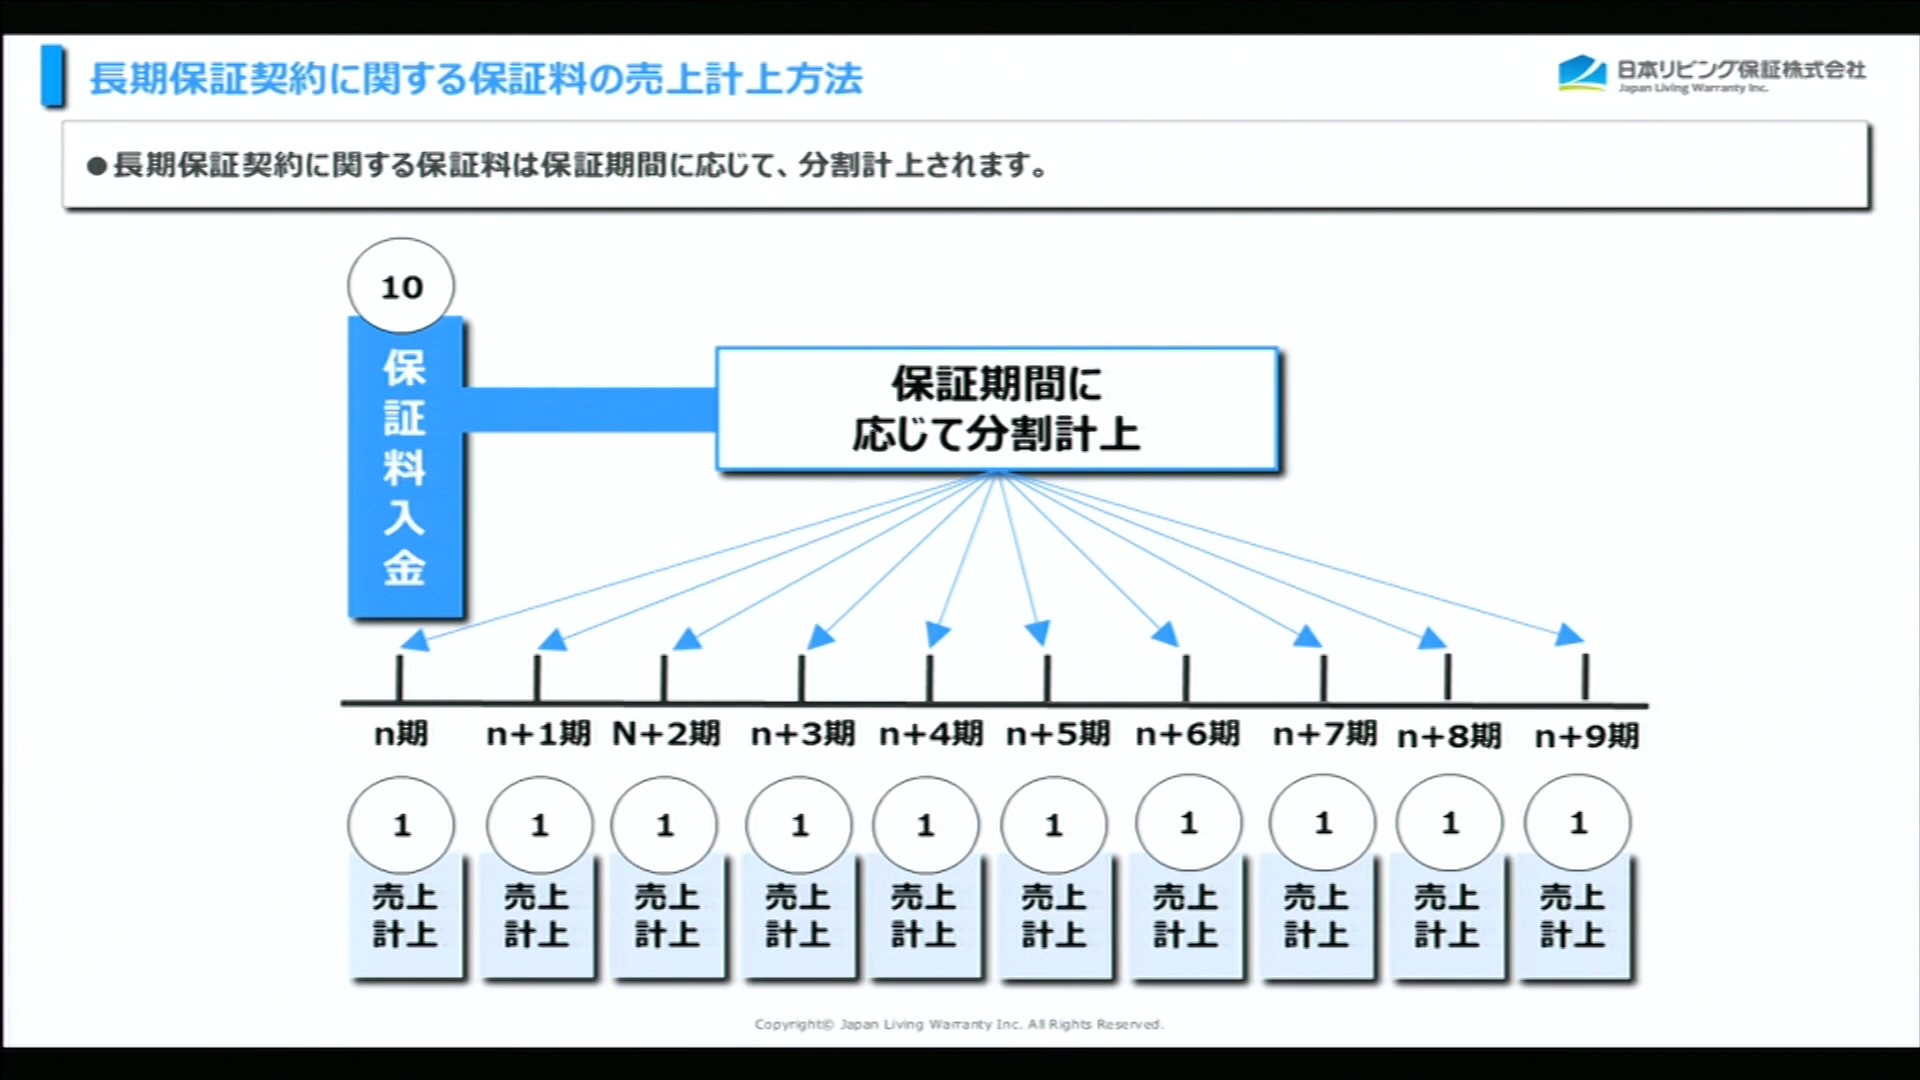 長期保証契約に関する保証料の売上計上方法
日本リビング保証株式会社
Japan Living Warranty Inc.
●長期保証契約に関する保証料は保証期間に応じて、分割計上されます。
10
保証料入金
保証期間に
応じて分割計上
n期 n+1期 N+2期 n+3期 n+4期 n+5期 n+6期 n+7期 n+8期 n+9期
1 1 1 1 1 1 1 1 1 1
売上 売上 売上 売上 売上 売上 売上 売上 売上 売上
計上 計上 計上 計上 計上 計上 計上 計上 計上 計上
Copyright© Japan Living Warranty Inc. All Rights Reserved.